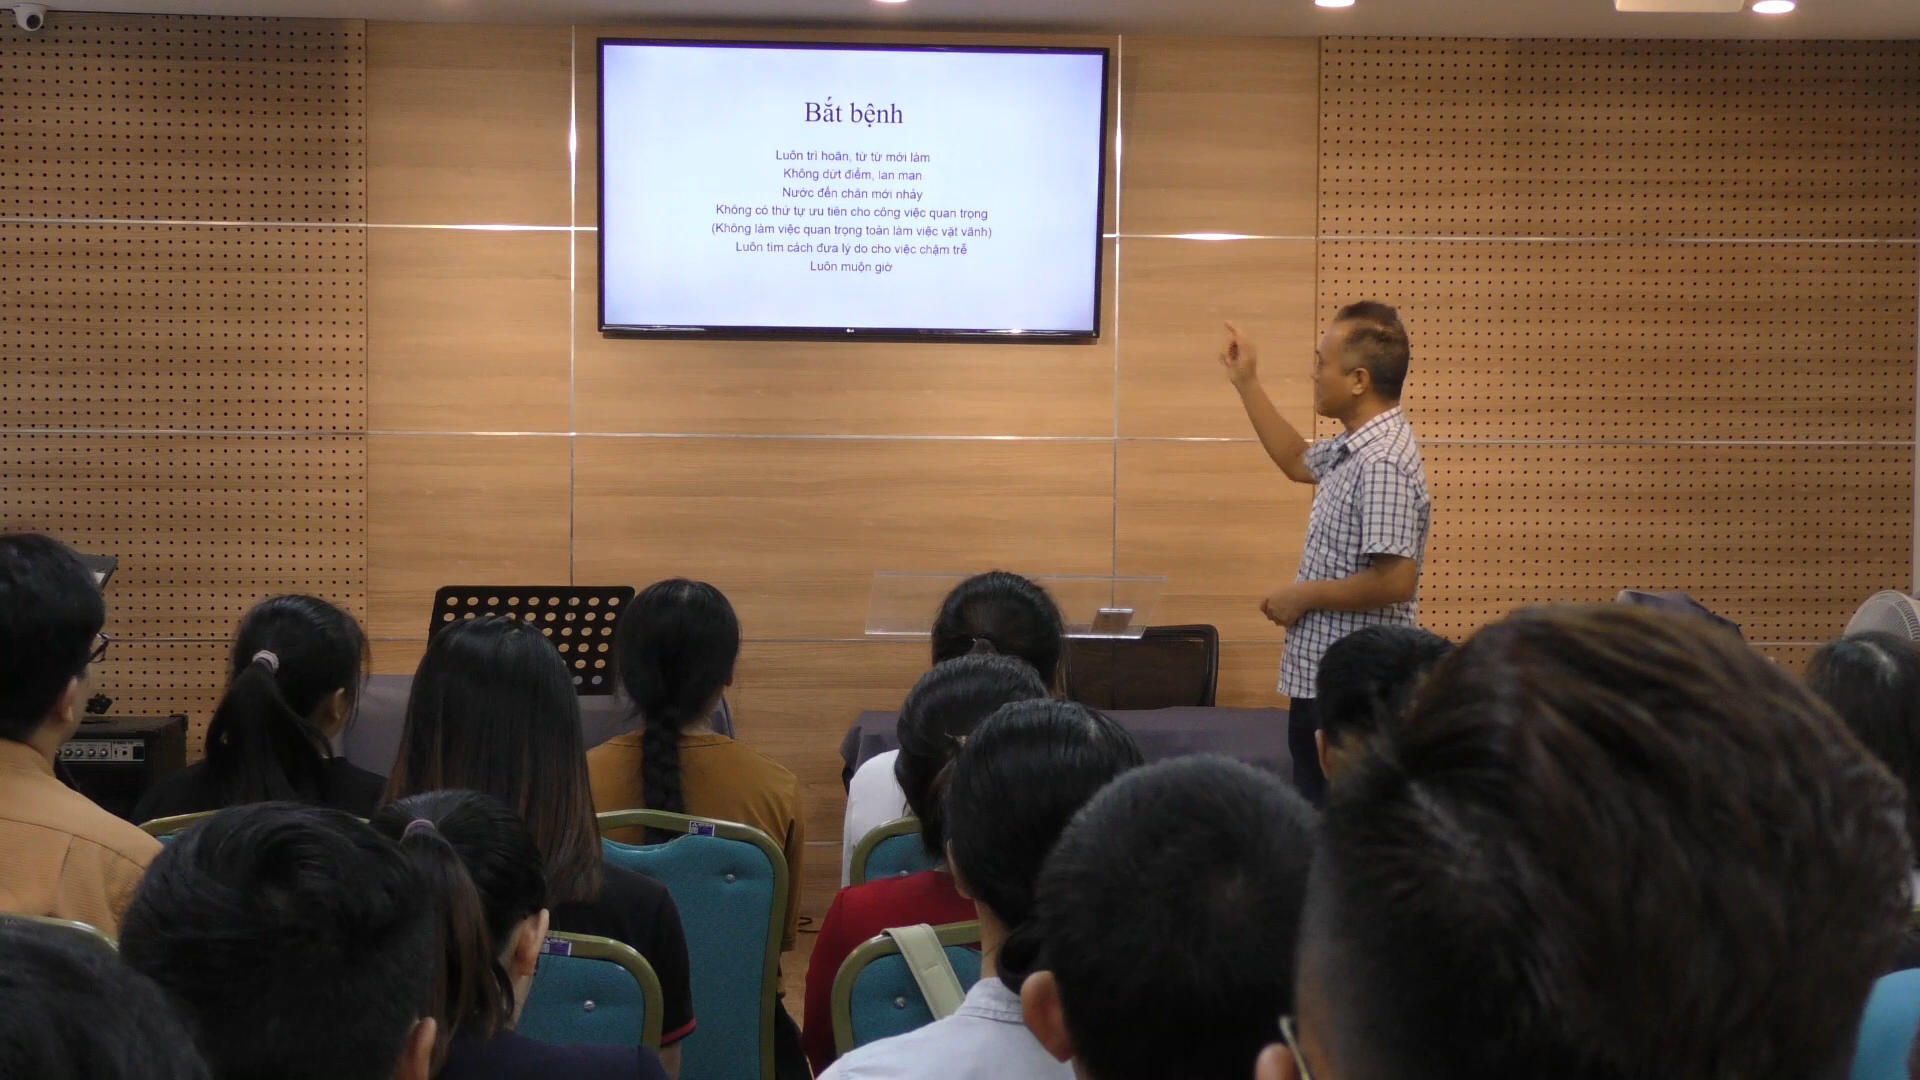 Bắt bệnh
Luôn trì hoãn, từ từ mới làm
Không dứt điểm, lan man
Nước đến chân mới nhảy
Không có thứ tự ưu tiên cho công việc quan trọng
(Không làm việc quan trọng toàn làm việc vặt vãnh)
Luôn tìm cách đưa lý do cho việc chậm trễ
Luôn muộn giờ
LG